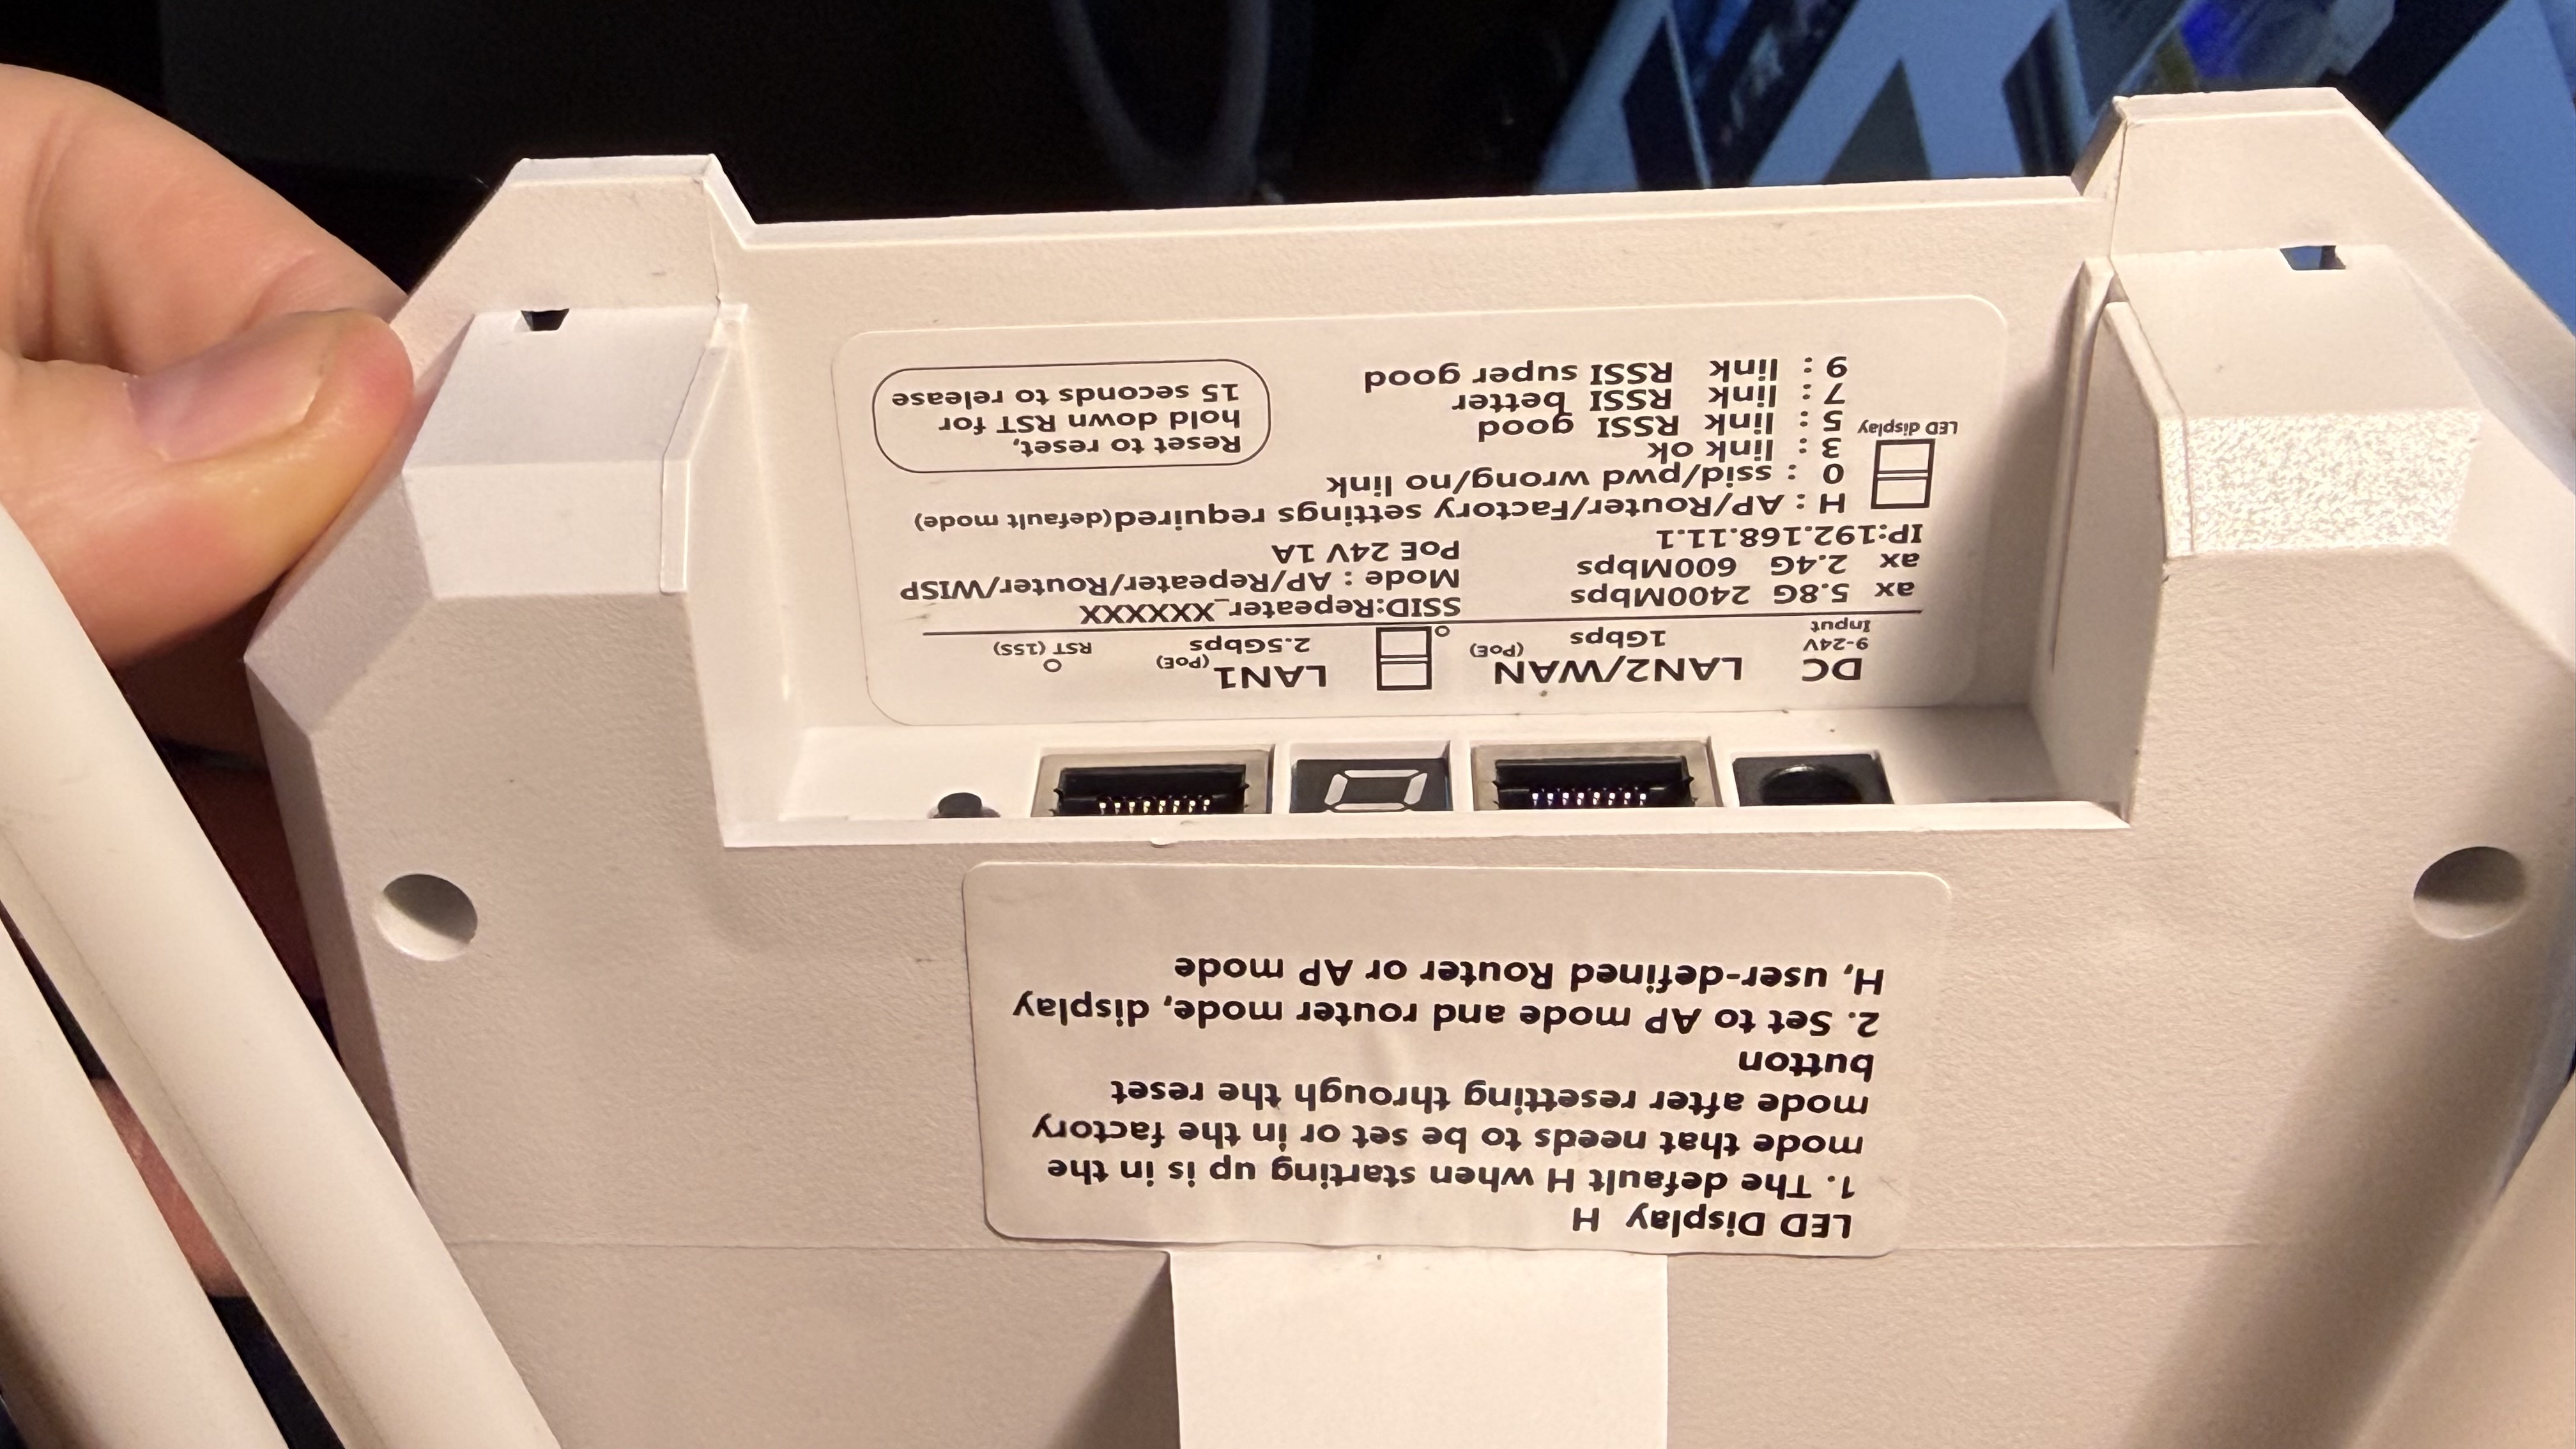 LED Display H
1. The default H when starting up is in the
mode that needs to be set or in the factory
mode after resetting through the reset
button
2. Set to AP mode and router mode, display
H, user-defined Router or AP mode
DC
9-24V
Input
LAN2/WAN (PoE)
1Gbps
LAN1 (PoE)
2.5Gbps
RST (15S)
ax 5.8G 2400Mbps
ax 2.4G 600Mbps
IP:192.168.11.1
SSID:Repeater_XXXXXX
Mode : AP/Repeater/Router/WISP
PoE 24V 1A
LED display
H : AP/Router/Factory settings required(default mode)
0 : ssid/pwd wrong/no link
3 : link ok
5 : link RSSI good
7 : link RSSI better
9 : link RSSI super good
Reset to reset,
hold down RST for
15 seconds to release